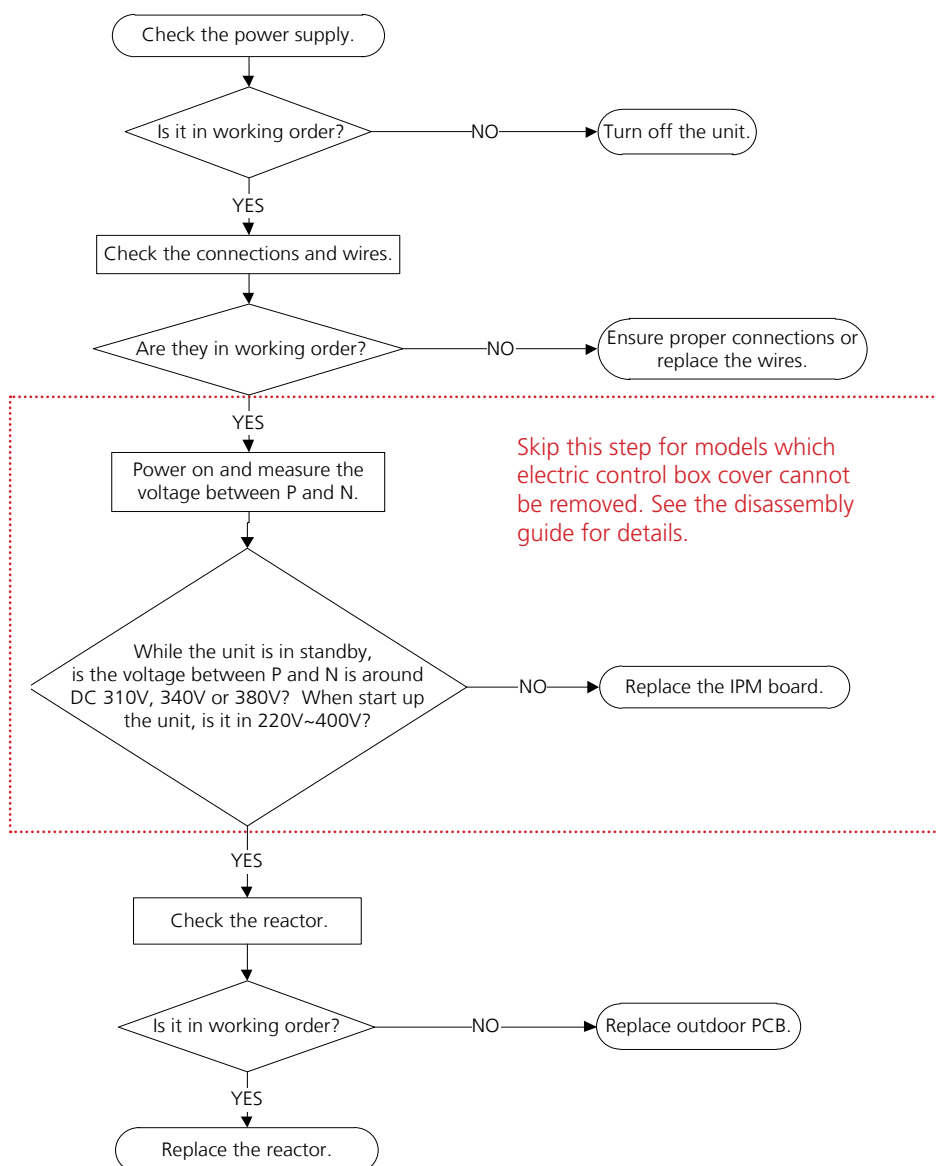 Check the power supply.
Is it in working order?
NO
Turn off the unit.
YES
Check the connections and wires.
Are they in working order?
NO
Ensure proper connections or
replace the wires.
YES
Power on and measure the
voltage between P and N.
Skip this step for models which
electric control box cover cannot
be removed. See the disassembly
guide for details.
While the unit is in standby,
is the voltage between P and N is around
DC 310V, 340V or 380V?  When start up
the unit, is it in 220V~400V?
NO
Replace the IPM board.
YES
Check the reactor.
Is it in working order?
NO
Replace outdoor PCB.
YES
Replace the reactor.